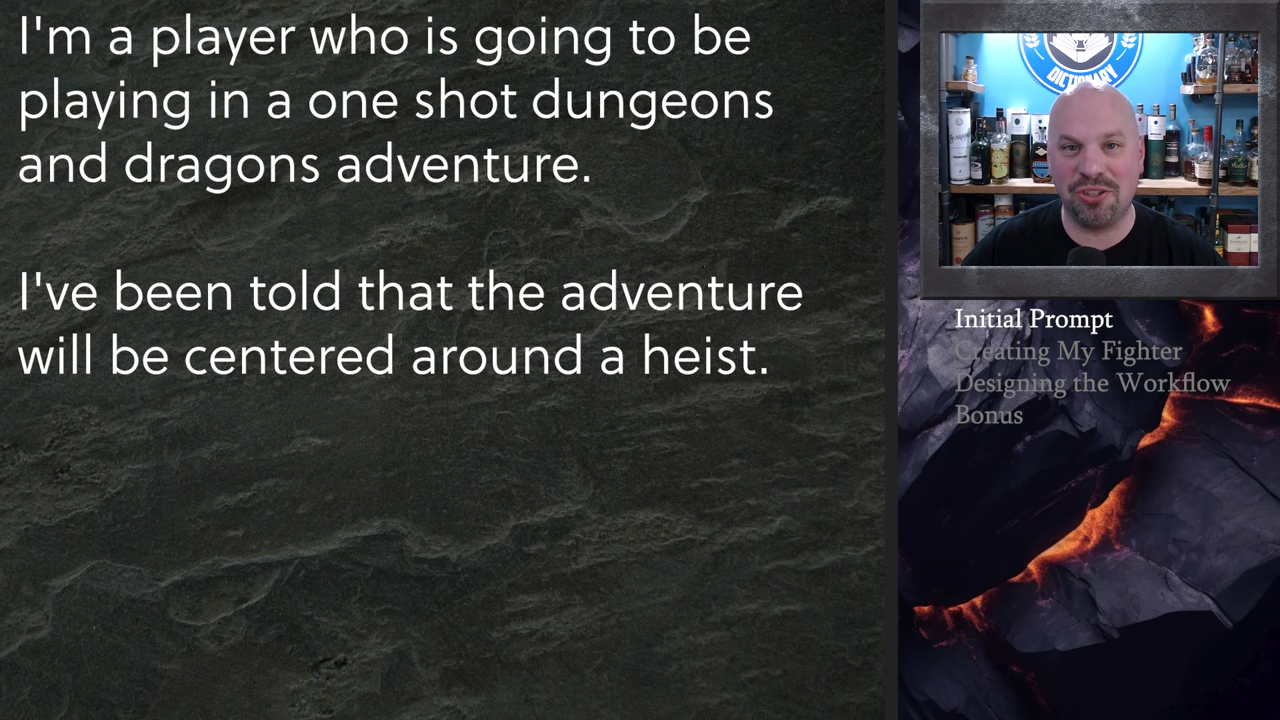 I'm a player who is going to be
playing in a one shot dungeons
and dragons adventure.
I've been told that the adventure
will be centered around a heist.
DICTIONARY
Initial Prompt
Creating My Fighter
Designing the Workflow
Bonus